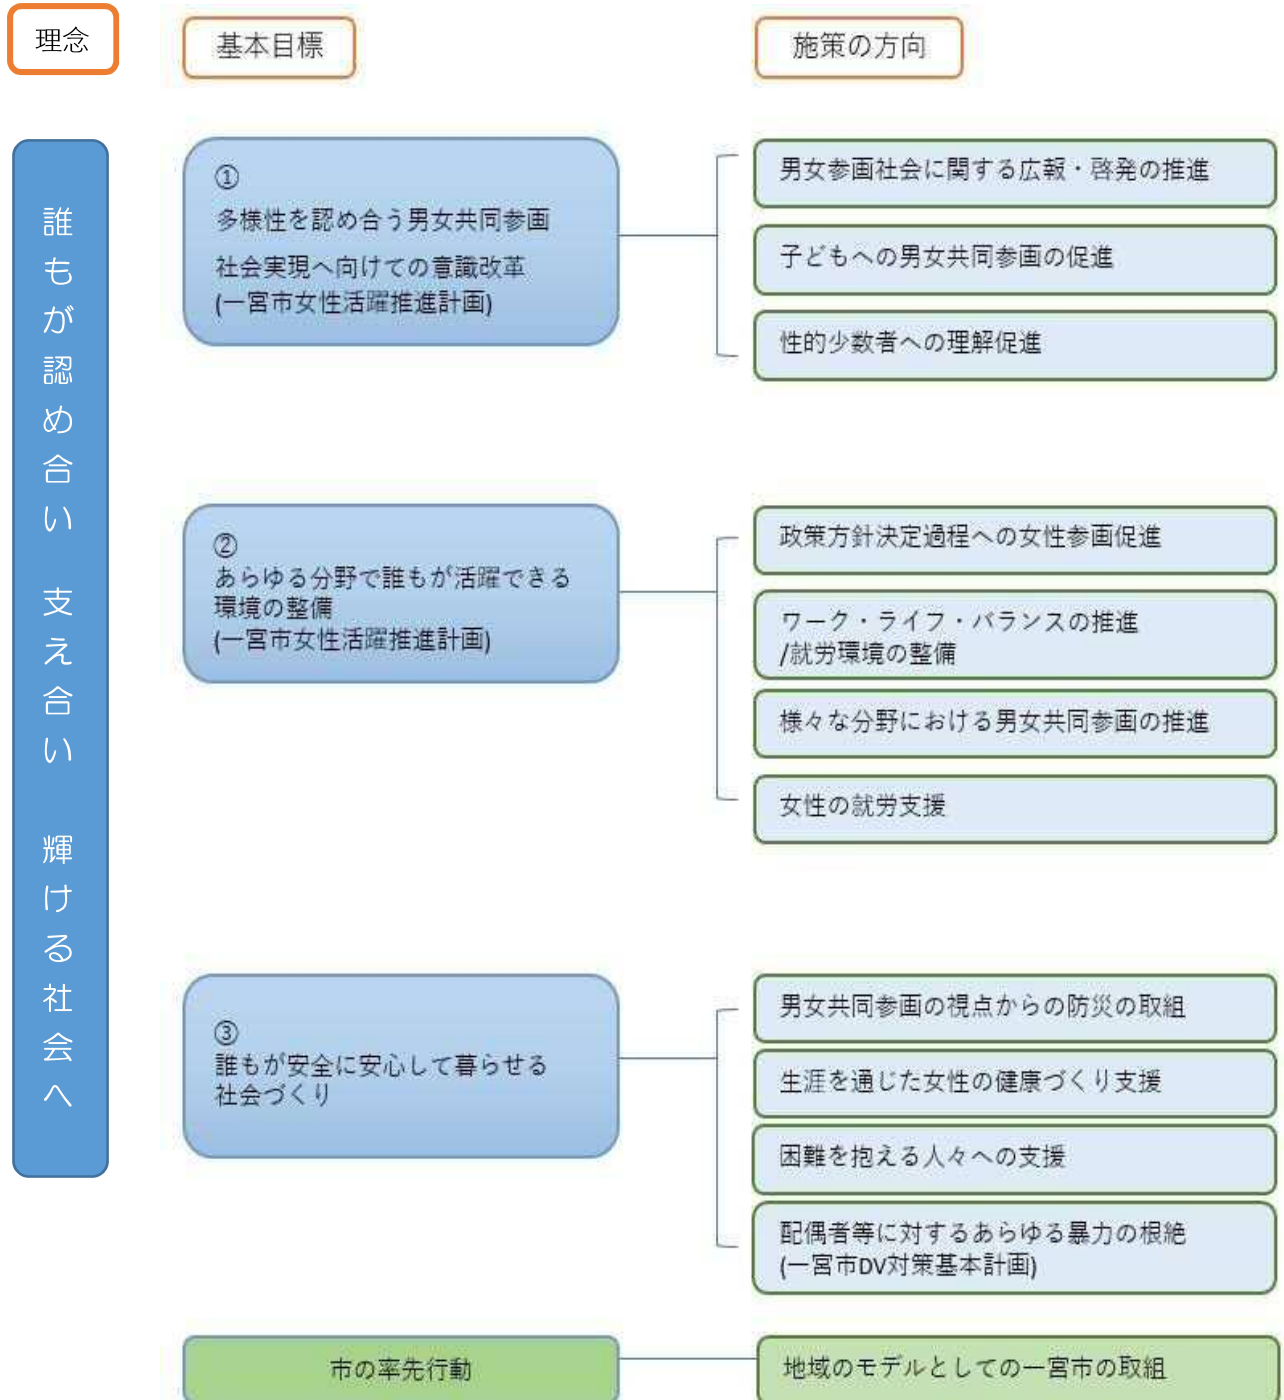 理念
基本目標
施策の方向
誰もが認め合い　支え合い　輝ける社会へ
①
多様性を認め合う男女共同参画
社会実現へ向けての意識改革
(一宮市女性活躍推進計画)
男女参画社会に関する広報・啓発の推進
子どもへの男女共同参画の促進
性的少数者への理解促進
②
あらゆる分野で誰もが活躍できる
環境の整備
(一宮市女性活躍推進計画)
政策方針決定過程への女性参画促進
ワーク・ライフ・バランスの推進
/就労環境の整備
様々な分野における男女共同参画の推進
女性の就労支援
③
誰もが安全に安心して暮らせる
社会づくり
男女共同参画の視点からの防災の取組
生涯を通じた女性の健康づくり支援
困難を抱える人々への支援
配偶者等に対するあらゆる暴力の根絶
(一宮市DV対策基本計画)
市の率先行動
地域のモデルとしての一宮市の取組